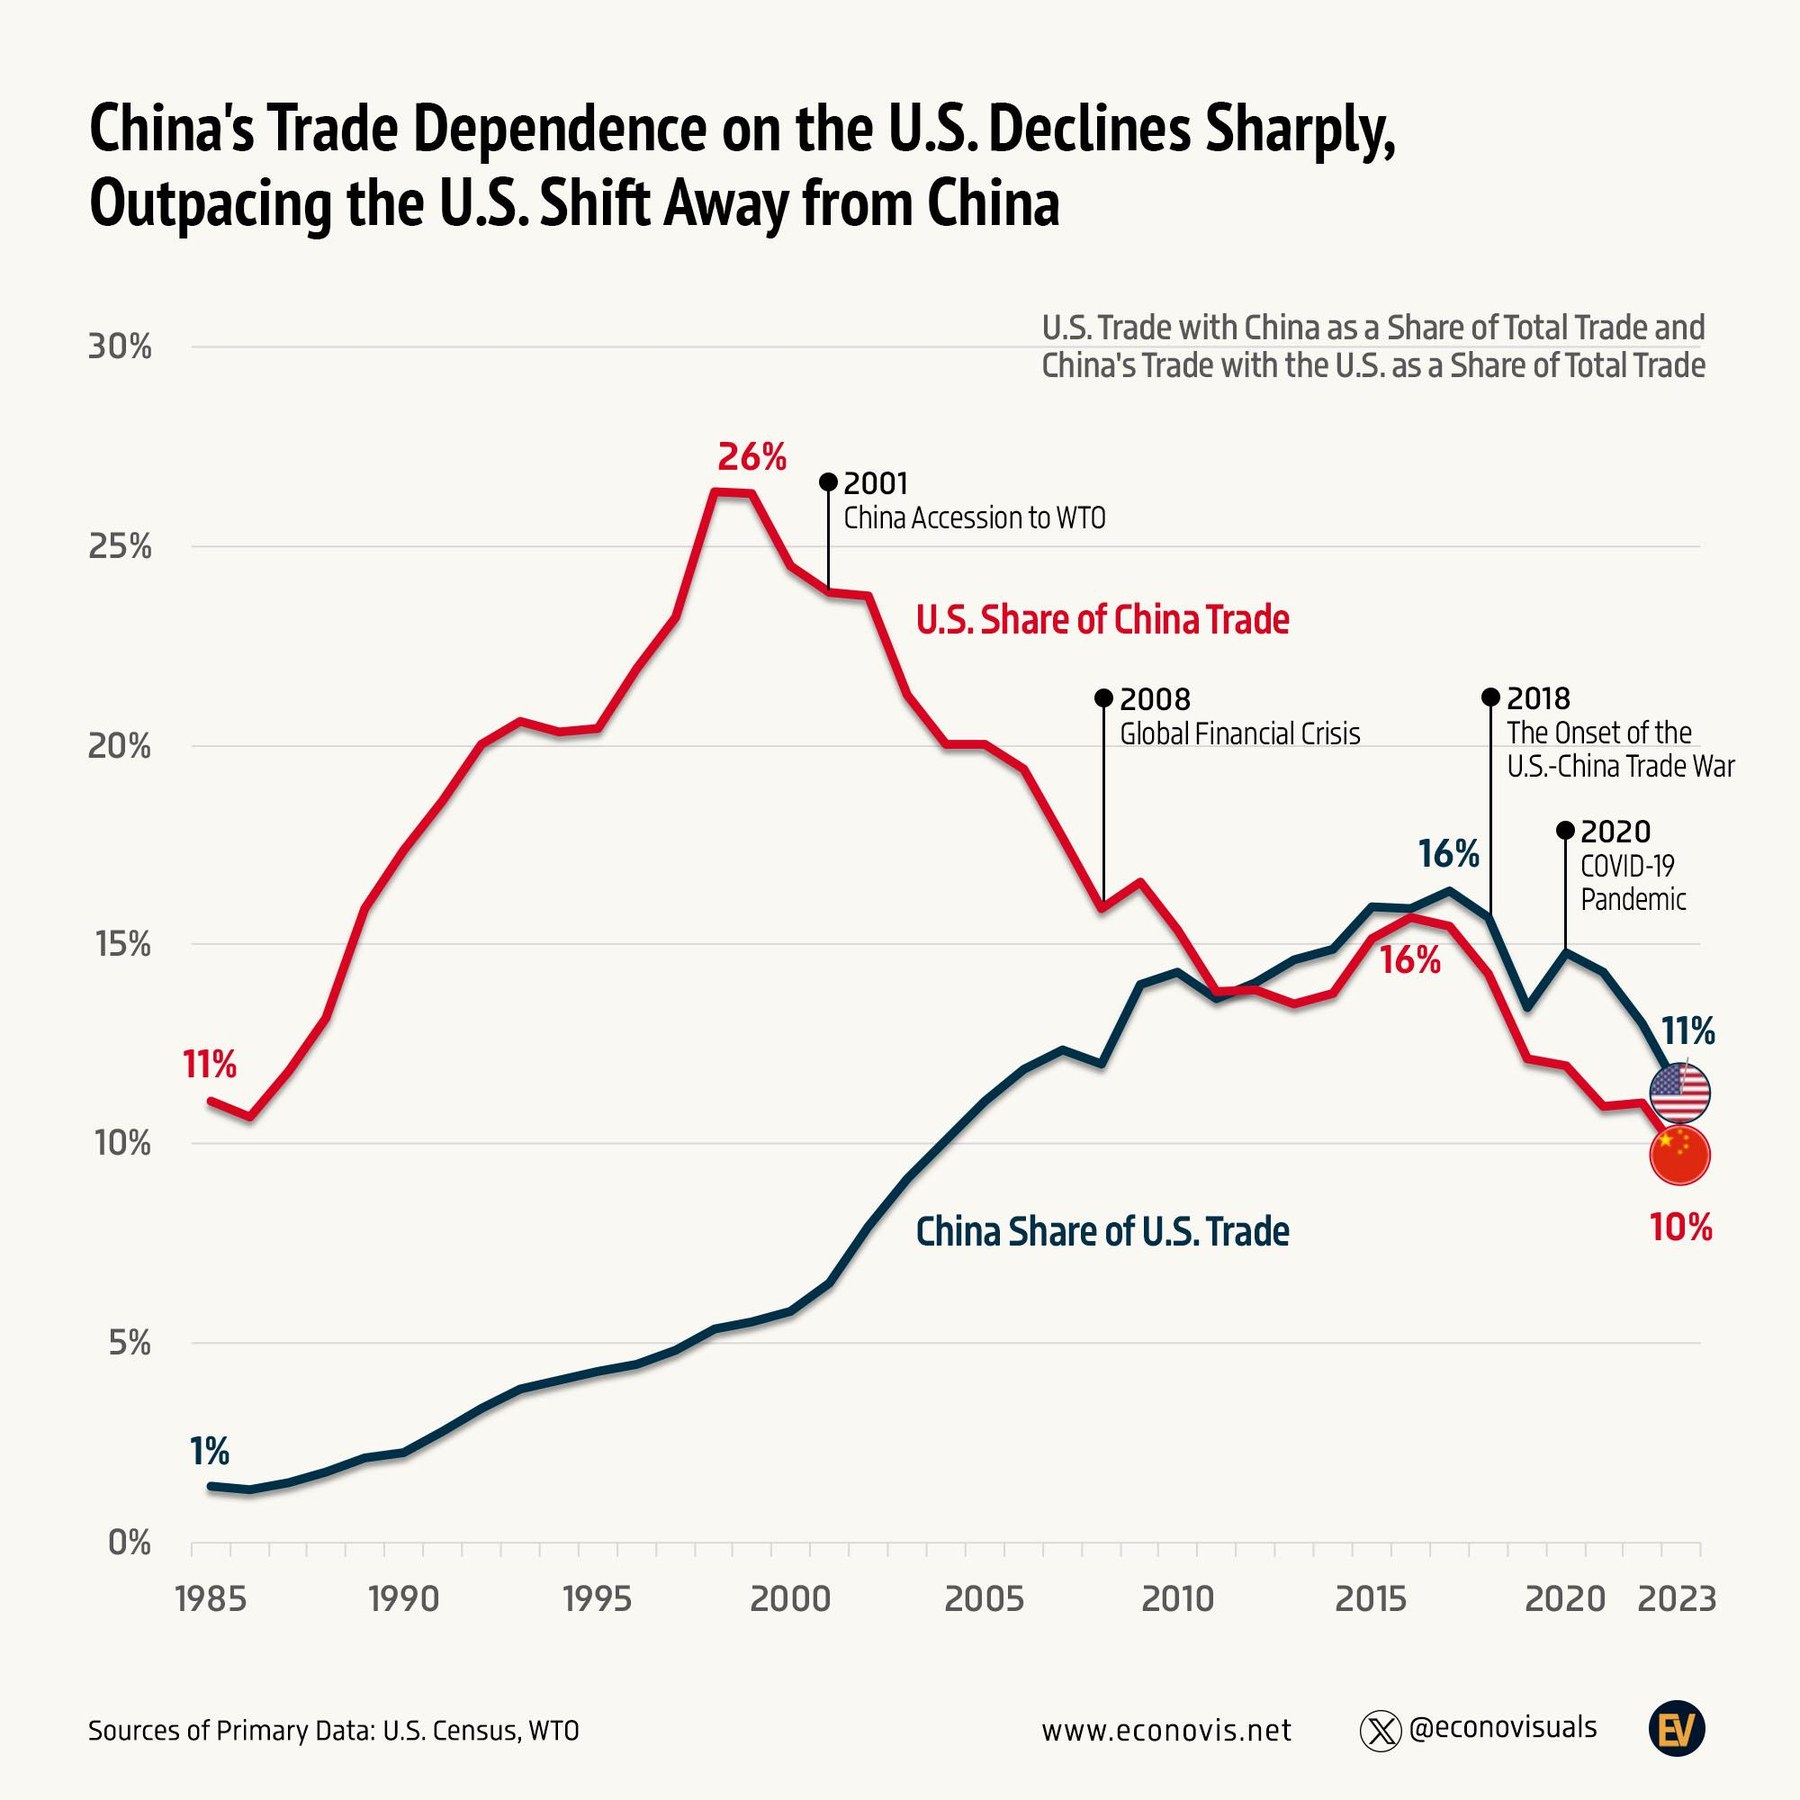 China's Trade Dependence on the U.S. Declines Sharply,
Outpacing the U.S. Shift Away from China
U.S. Trade with China as a Share of Total Trade and
China's Trade with the U.S. as a Share of Total Trade
30%
25%
20%
15%
10%
5%
0%
26%
2001
China Accession to WTO
U.S. Share of China Trade
2008
Global Financial Crisis
2018
The Onset of the
U.S.-China Trade War
2020
COVID-19
Pandemic
16%
16%
11%
11%
10%
China Share of U.S. Trade
1%
1985
1990
1995
2000
2005
2010
2015
2020
2023
Sources of Primary Data: U.S. Census, WTO
www.econovis.net
@econovisuals
EV